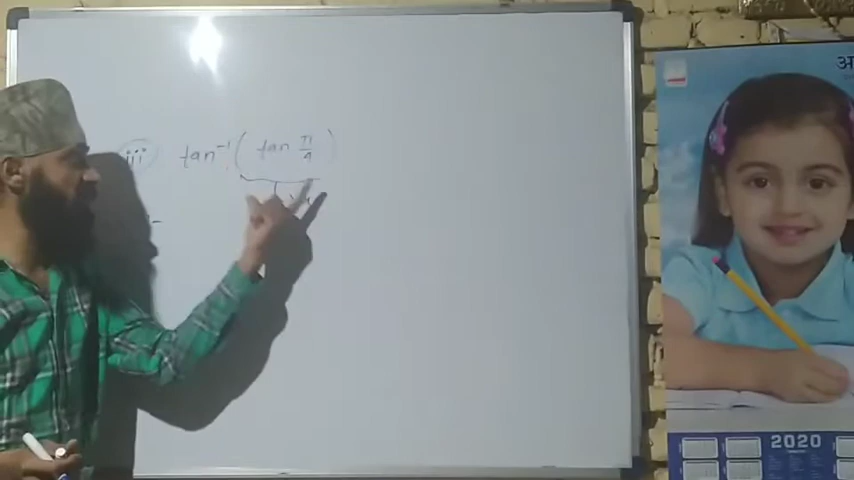 iii tan⁻¹( tan π/4 )
अ
2020